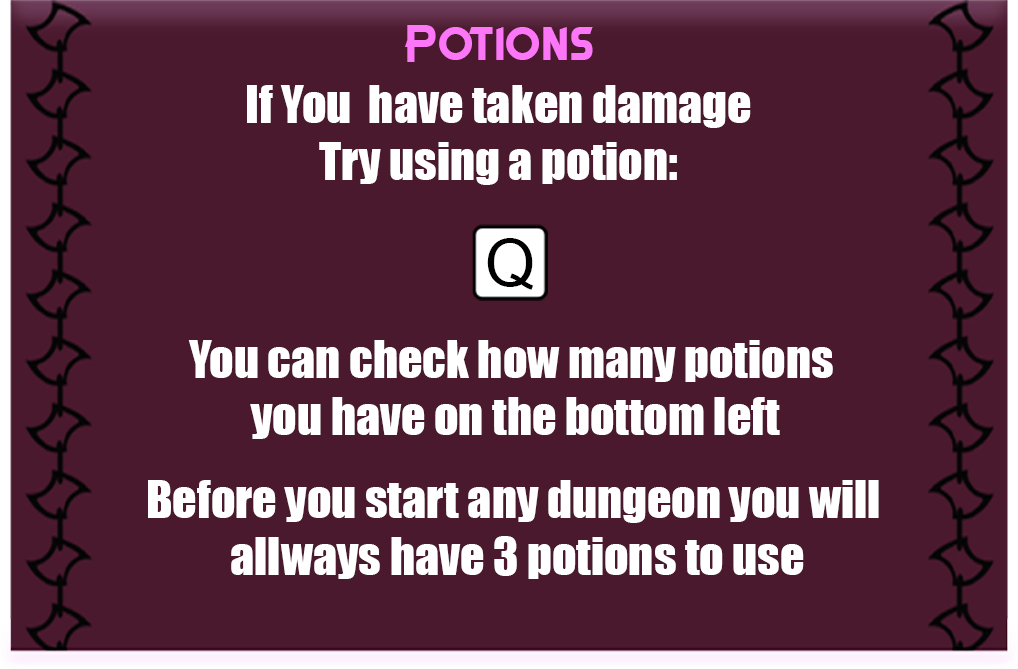 Potions
If You  have taken damage
Try using a potion:
Q
You can check how many potions
you have on the bottom left
Before you start any dungeon you will
allways have 3 potions to use